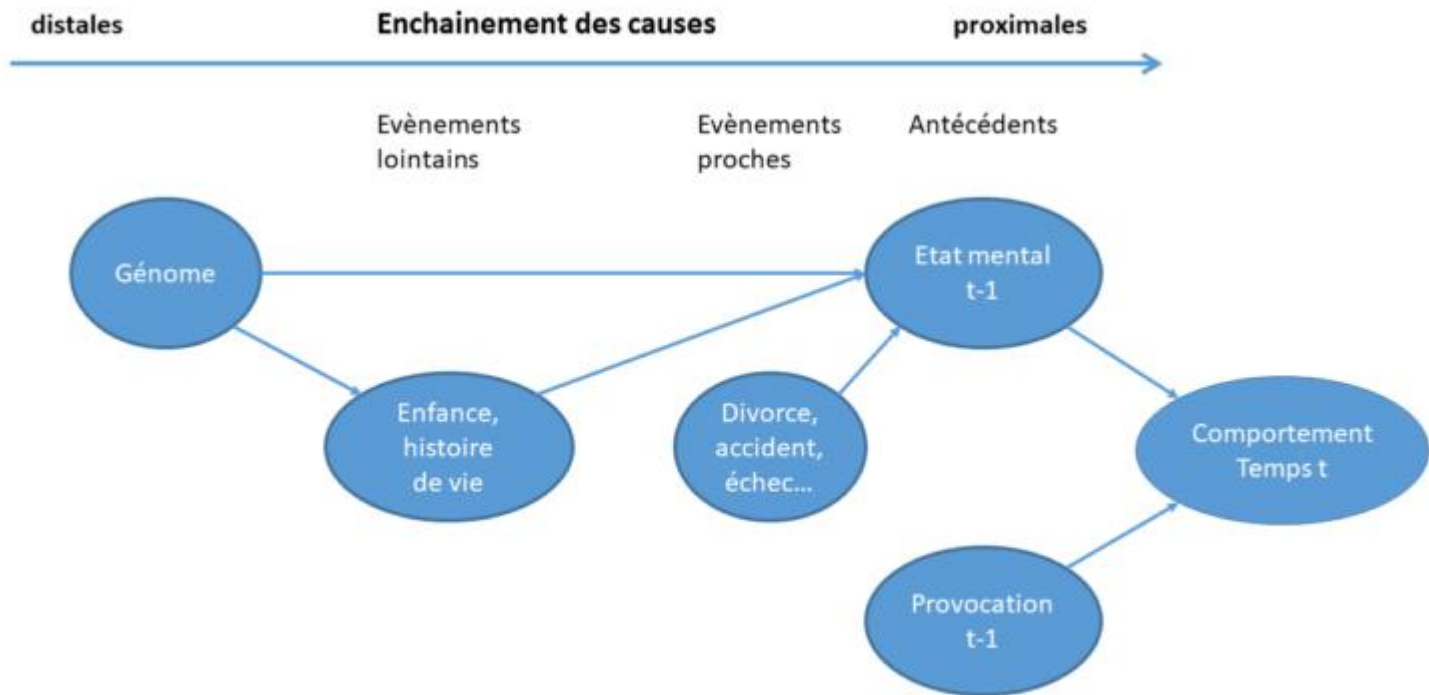 distales
Enchainement des causes
proximales
Evènements
lointains
Evènements
proches
Antécédents
Génome
Etat mental
t-1
Enfance,
histoire
de vie
Divorce,
accident,
échec...
Comportement
Temps t
Provocation
t-1